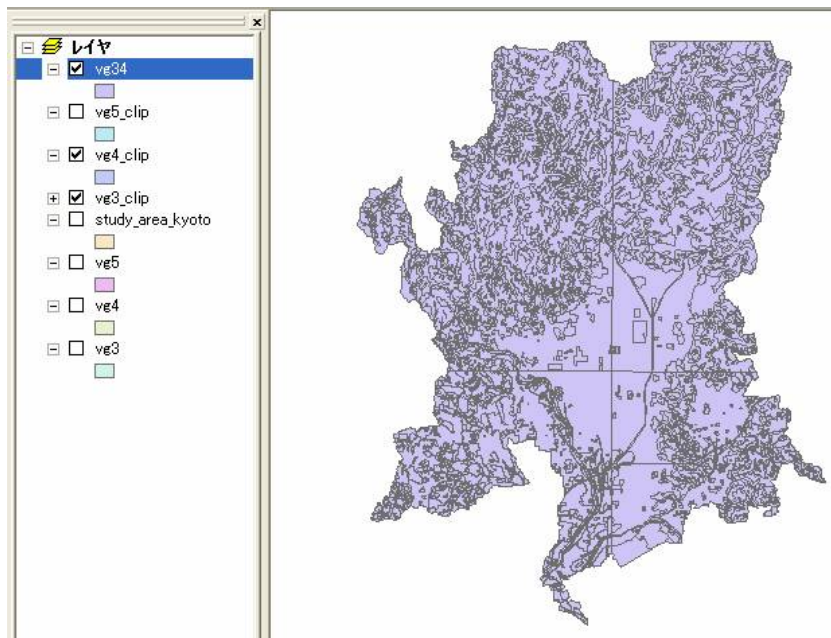 レイヤ
vg34
vg5_clip
vg4_clip
vg3_clip
study_area_kyoto
vg5
vg4
vg3